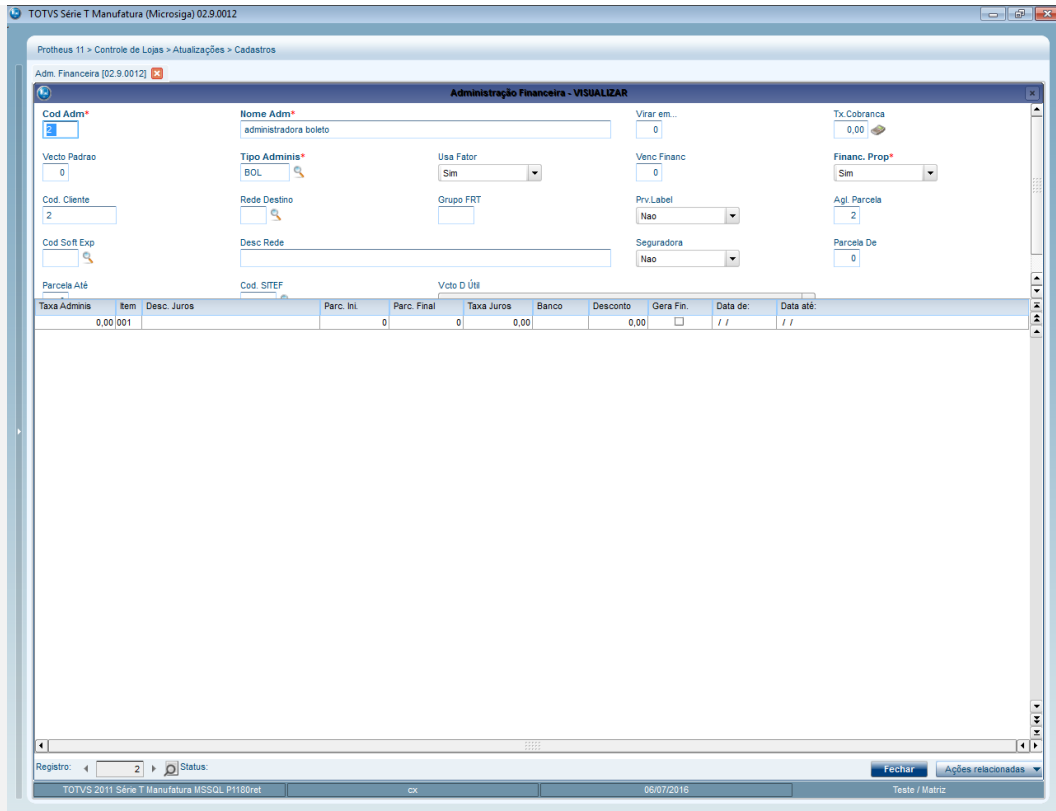 TOTVS Série T Manufatura (Microsiga) 02.9.0012
Protheus 11 > Controle de Lojas > Atualizações > Cadastros
Adm. Financeira [02.9.0012]
Administração Financeira - VISUALIZAR
Cod Adm* Nome Adm* Virar em... Tx.Cobranca
2 administradora boleto 0 0,00
Vecto Padrao Tipo Adminis* Usa Fator Venc Financ Financ. Prop*
0 BOL Sim 0 Sim
Cod. Cliente Rede Destino Grupo FRT Prv.Label Agl. Parcela
2 Nao 2
Cod Soft Exp Desc Rede Seguradora Parcela De
Nao 0
Parcela Até Cod. SITEF Vcto D Útil
Taxa Adminis Item Desc. Juros Parc. Ini. Parc. Final Taxa Juros Banco Desconto Gera Fin. Data de: Data até:
0,00 001 0 0 0,00 0,00 / / / /
Registro: 2 Status: Fechar Ações relacionadas
TOTVS 2011 Série T Manufatura MSSQL P1180ret cx 06/07/2016 Teste / Matriz